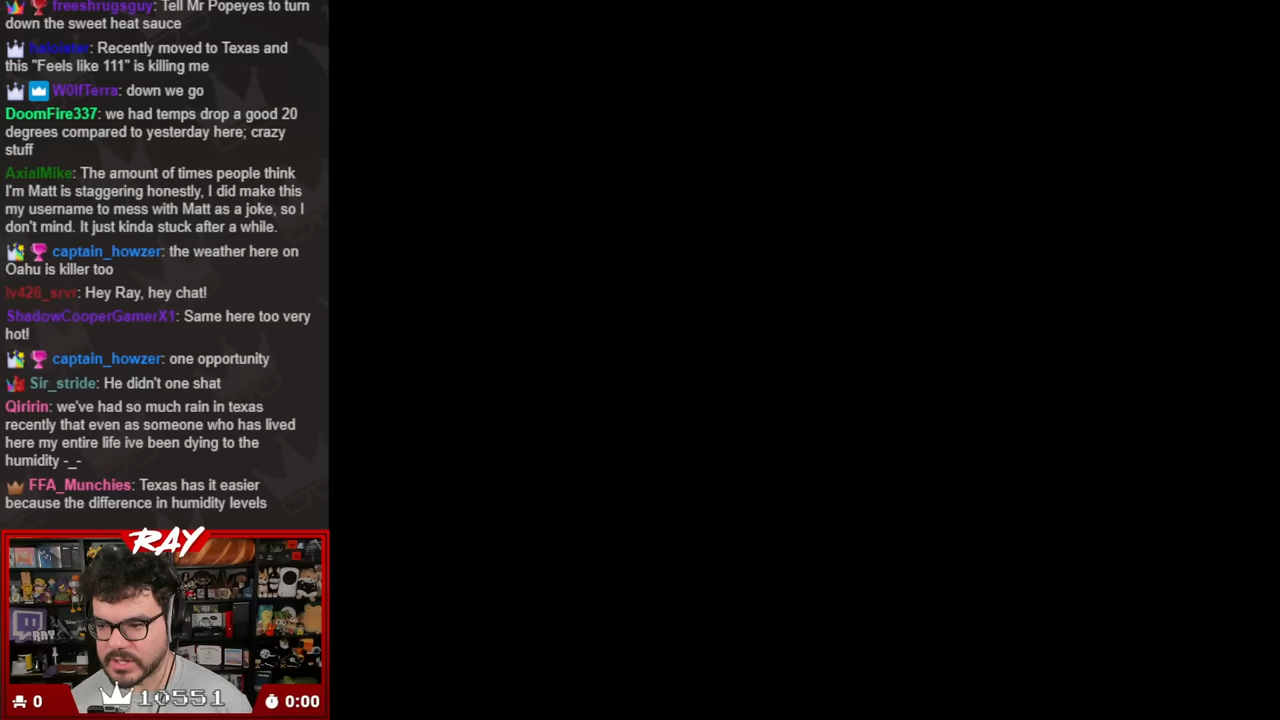 freeshrugsguy: Tell Mr Popeyes to turn
down the sweet heat sauce
: Recently moved to Texas and
this "Feels like 111" is killing me
W0lfTerra: down we go
DoomFire337: we had temps drop a good 20
degrees compared to yesterday here; crazy
stuff
AxialMike: The amount of times people think
I'm Matt is staggering honestly, I did make this
my username to mess with Matt as a joke, so I
don't mind. It just kinda stuck after a while.
captain_howzer: the weather here on
Oahu is killer too
lv426_srvr: Hey Ray, hey chat!
ShadowCooperGamerX1: Same here too very
hot!
captain_howzer: one opportunity
Sir_stride: He didn't one shat
Qiririn: we've had so much rain in texas
recently that even as someone who has lived
here my entire life ive been dying to the
humidity -_-
FFA_Munchies: Texas has it easier
because the difference in humidity levels
RAY
RAY
0
10551
0:00